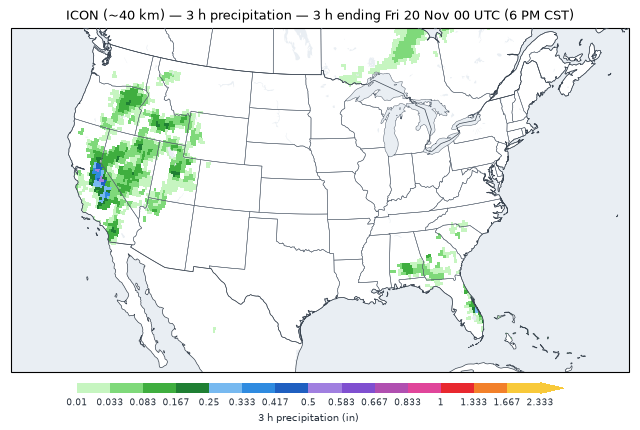 ICON (~40 km) — 3 h precipitation — 3 h ending Fri 20 Nov 00 UTC (6 PM CST)
0.01 0.033 0.083 0.167 0.25 0.333 0.417 0.5 0.583 0.667 0.833 1 1.333 1.667 2.333
3 h precipitation (in)